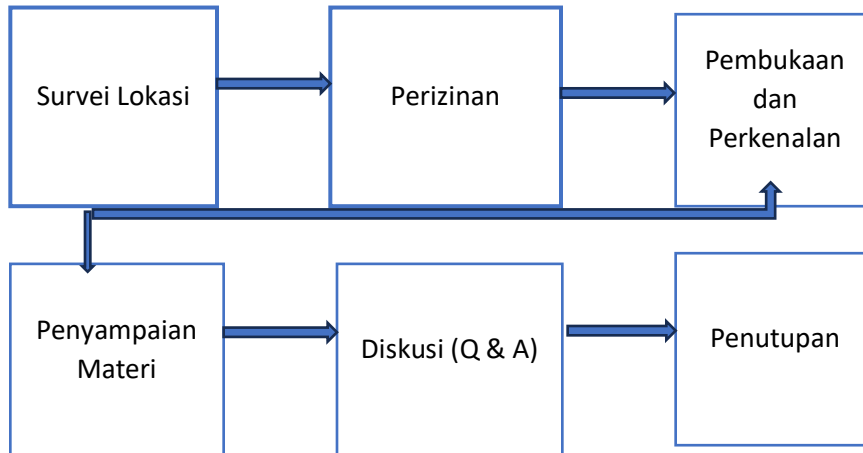 Survei Lokasi
Perizinan
Pembukaan
dan
Perkenalan
Penyampaian
Materi
Diskusi (Q & A)
Penutupan